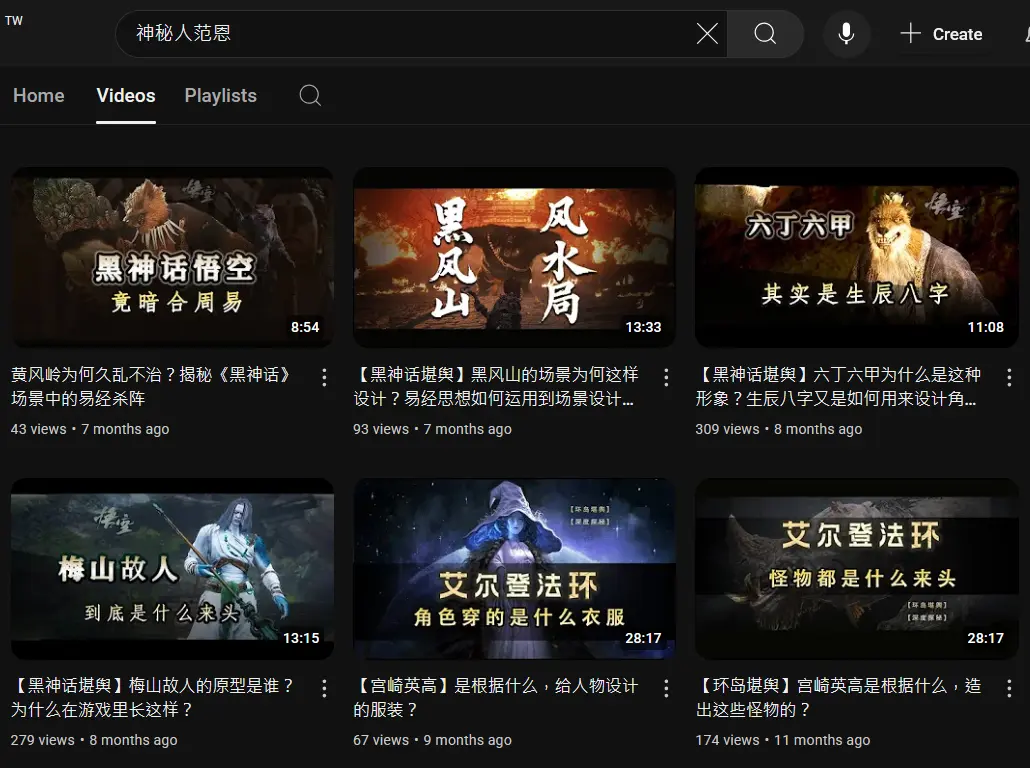 TW
神秘人范恩
Create
Home
Videos
Playlists
悟空
黑神话悟空
竟暗合周易
8:54
黑风山
风水局
13:33
悟空
六丁六甲
其实是生辰八字
11:08
黄风岭为何久乱不治？揭秘《黑神话》
场景中的易经杀阵
43 views • 7 months ago
【黑神话堪舆】黑风山的场景为何这样
设计？易经思想如何运用到场景设计...
93 views • 7 months ago
【黑神话堪舆】六丁六甲为什么是这种
形象？生辰八字又是如何用来设计角...
309 views • 8 months ago
悟空
梅山故人
到底是什么来头
13:15
【环岛堪舆】
【深度探秘】
艾尔登法环
角色穿的是什么衣服
28:17
艾尔登法环
怪物都是什么来头
【环岛堪舆】
【深度探秘】
28:17
【黑神话堪舆】梅山故人的原型是谁？
为什么在游戏里长这样？
279 views • 8 months ago
【宫崎英高】是根据什么，给人物设计
的服装？
67 views • 9 months ago
【环岛堪舆】宫崎英高是根据什么，造
出这些怪物的？
174 views • 11 months ago